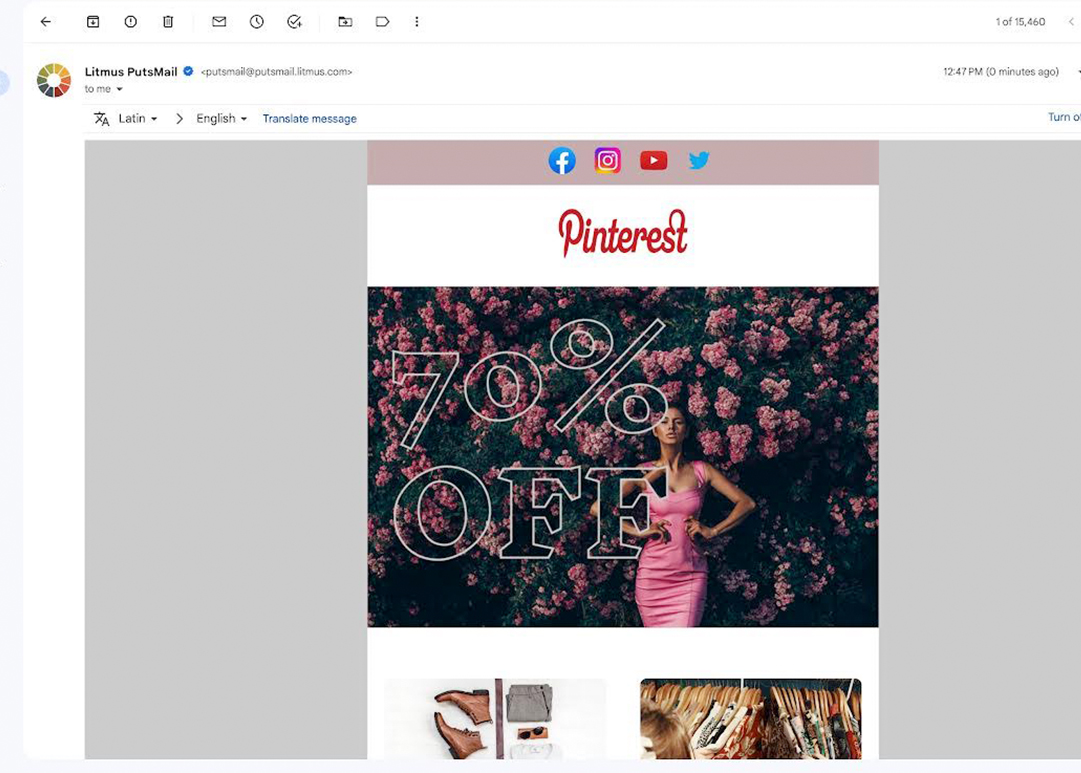 1 of 15,460
Litmus PutsMail <putsmail@putsmail.litmus.com>
12:47 PM (0 minutes ago)
to me
Latin
English
Translate message
Turn of
Pinterest
70%
OFF